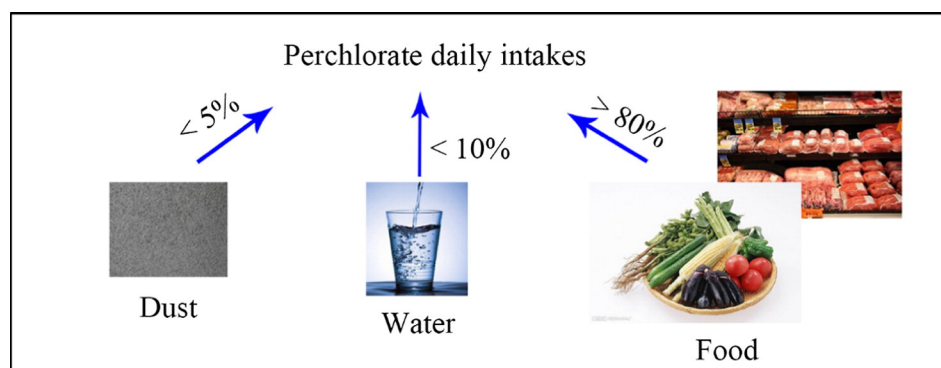 Perchlorate daily intakes
< 5%
< 10%
> 80%
Dust
Water
Food